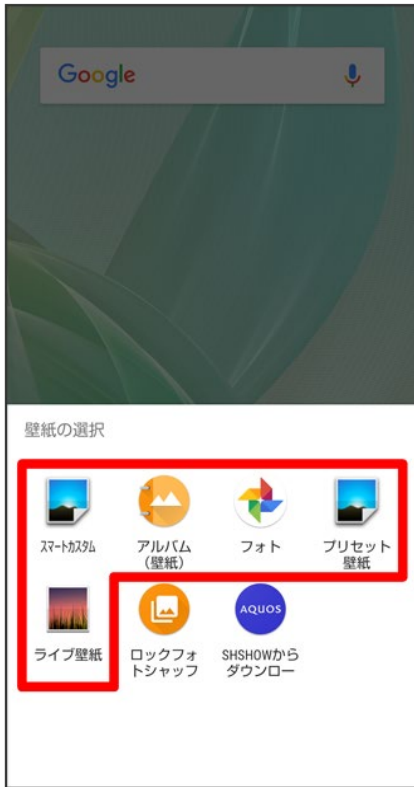 Google
壁紙の選択
スマートカスタム
アルバム
(壁紙)
フォト
プリセット
壁紙
ライブ壁紙
ロックフォ
トシャッフ
AQUOS
SHSHOWから
ダウンロー